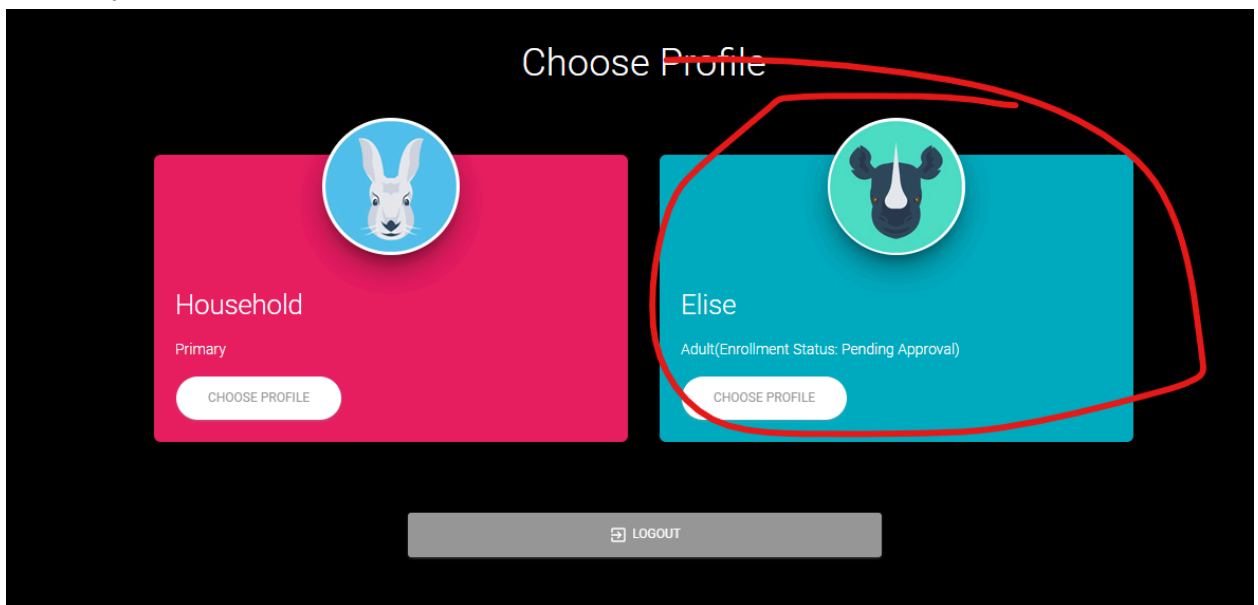 Choose Profile
Household
Primary
CHOOSE PROFILE
Elise
Adult(Enrollment Status: Pending Approval)
CHOOSE PROFILE
LOGOUT